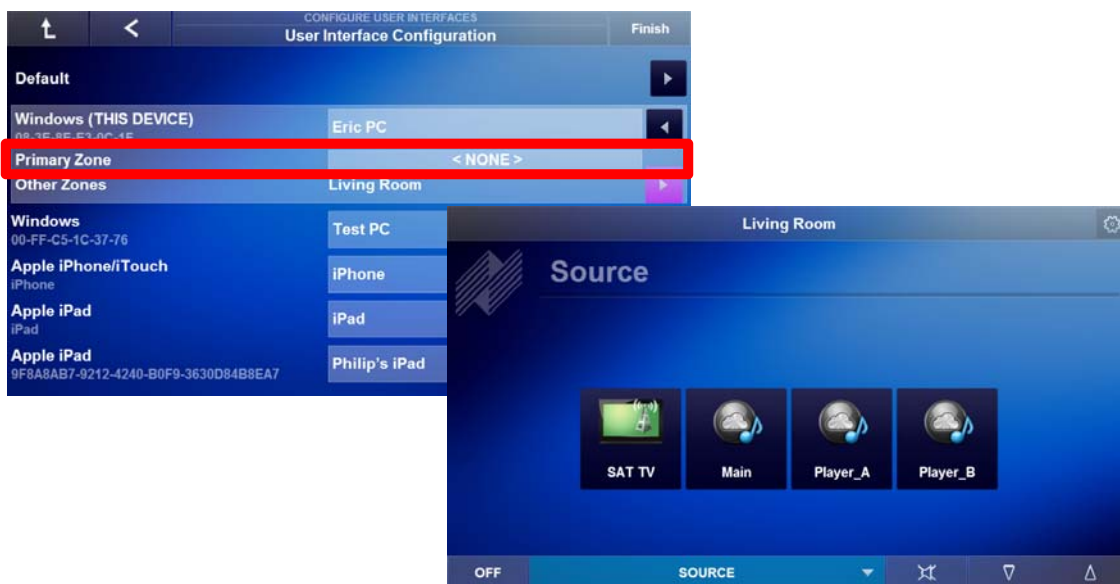 CONFIGURE USER INTERFACES
User Interface Configuration
Finish
Default
Windows (THIS DEVICE)
Eric PC
Primary Zone
< NONE >
Other Zones
Living Room
Windows
00-FF-C5-1C-37-76
Test PC
Apple iPhone/iTouch
iPhone
iPhone
Apple iPad
iPad
iPad
Apple iPad
9F8A8AB7-9212-4240-B0F9-3630D84B8EA7
Philip's iPad
Living Room
Source
SAT TV
Main
Player_A
Player_B
OFF
SOURCE